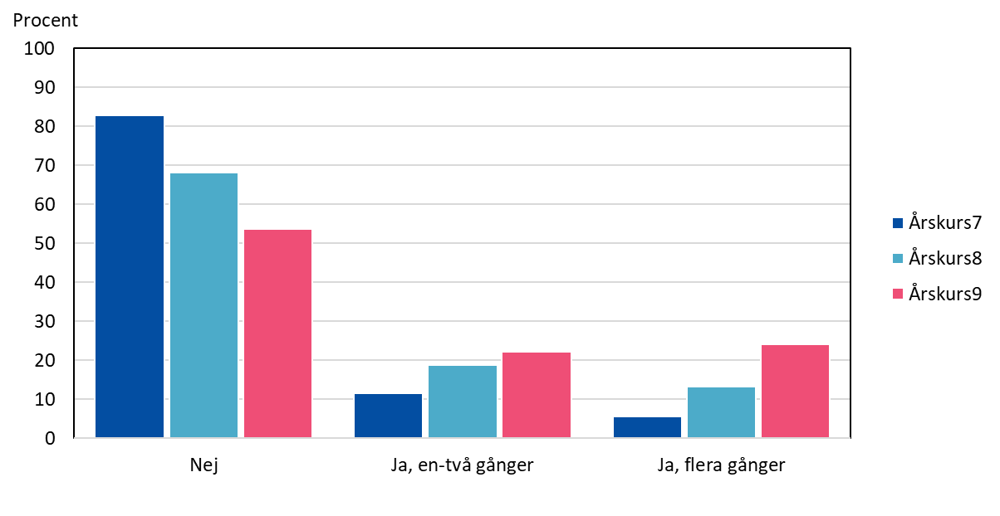 Procent
100
90
80
70
60
50
40
30
20
10
0
Nej
Ja, en-två gånger
Ja, flera gånger
Årskurs7
Årskurs8
Årskurs9